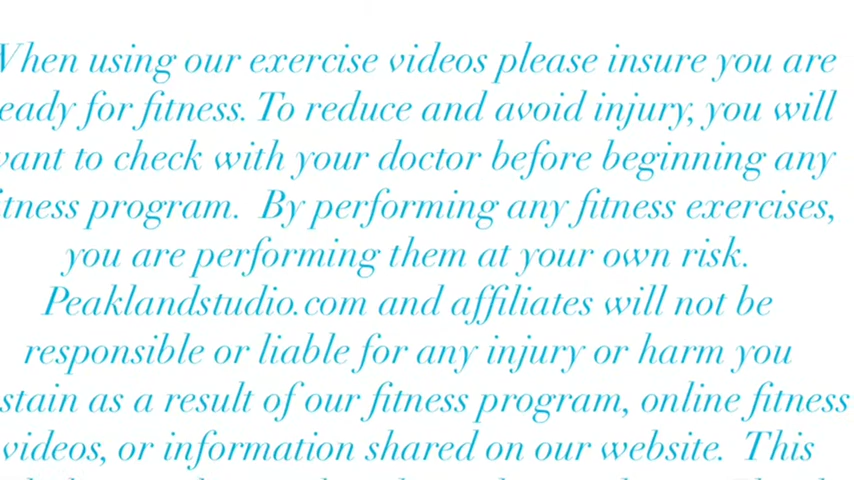 When using our exercise videos please insure you are
eady for fitness. To reduce and avoid injury, you will
vant to check with your doctor before beginning any
itness program. By performing any fitness exercises,
you are performing them at your own risk.
Peaklandstudio.com and affiliates will not be
responsible or liable for any injury or harm you
stain as a result of our fitness program, online fitness
videos, or information shared on our website. This